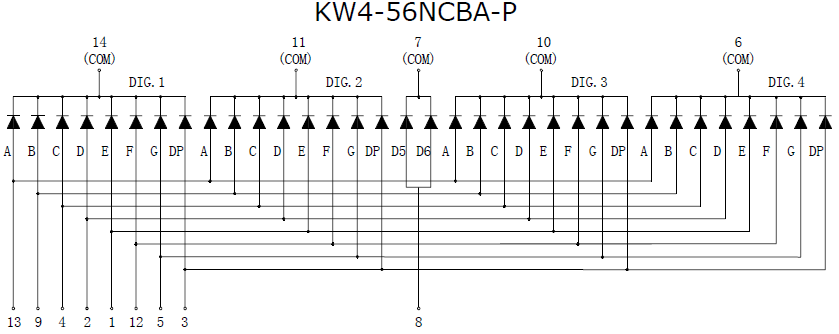 KW4-56NCBA-P
14 11 7 10 6
(COM) (COM) (COM) (COM) (COM)
DIG.1 DIG.2 DIG.3 DIG.4
A B C D E F G DP A B C D E F G DP D5 D6 A B C D E F G DP A B C D E F G DP
13 9 4 2 1 12 5 3 8